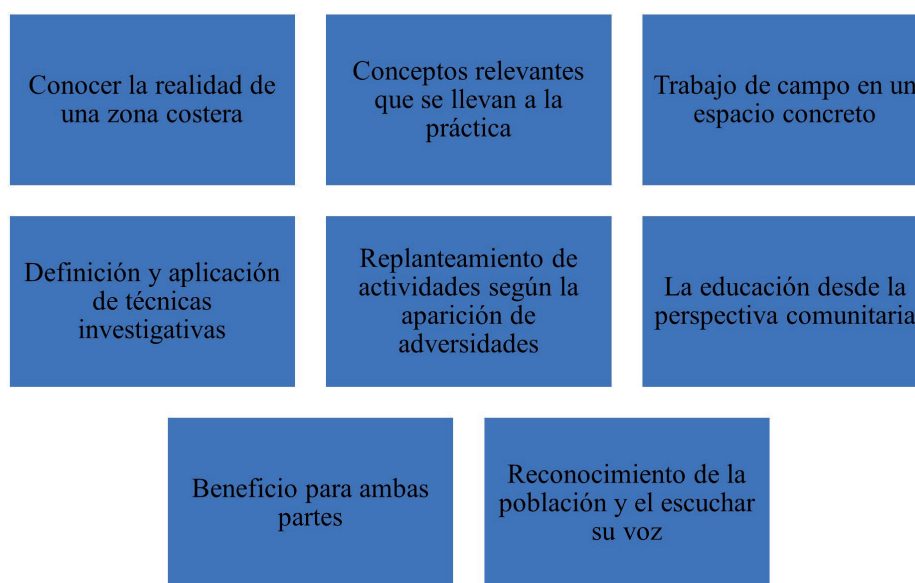 Conocer la realidad de
una zona costera
Conceptos relevantes
que se llevan a la
práctica
Trabajo de campo en un
espacio concreto
Definición y aplicación
de técnicas
investigativas
Replanteamiento de
actividades según la
aparición de
adversidades
La educación desde la
perspectiva comunitaria
Beneficio para ambas
partes
Reconocimiento de la
población y el escuchar
su voz